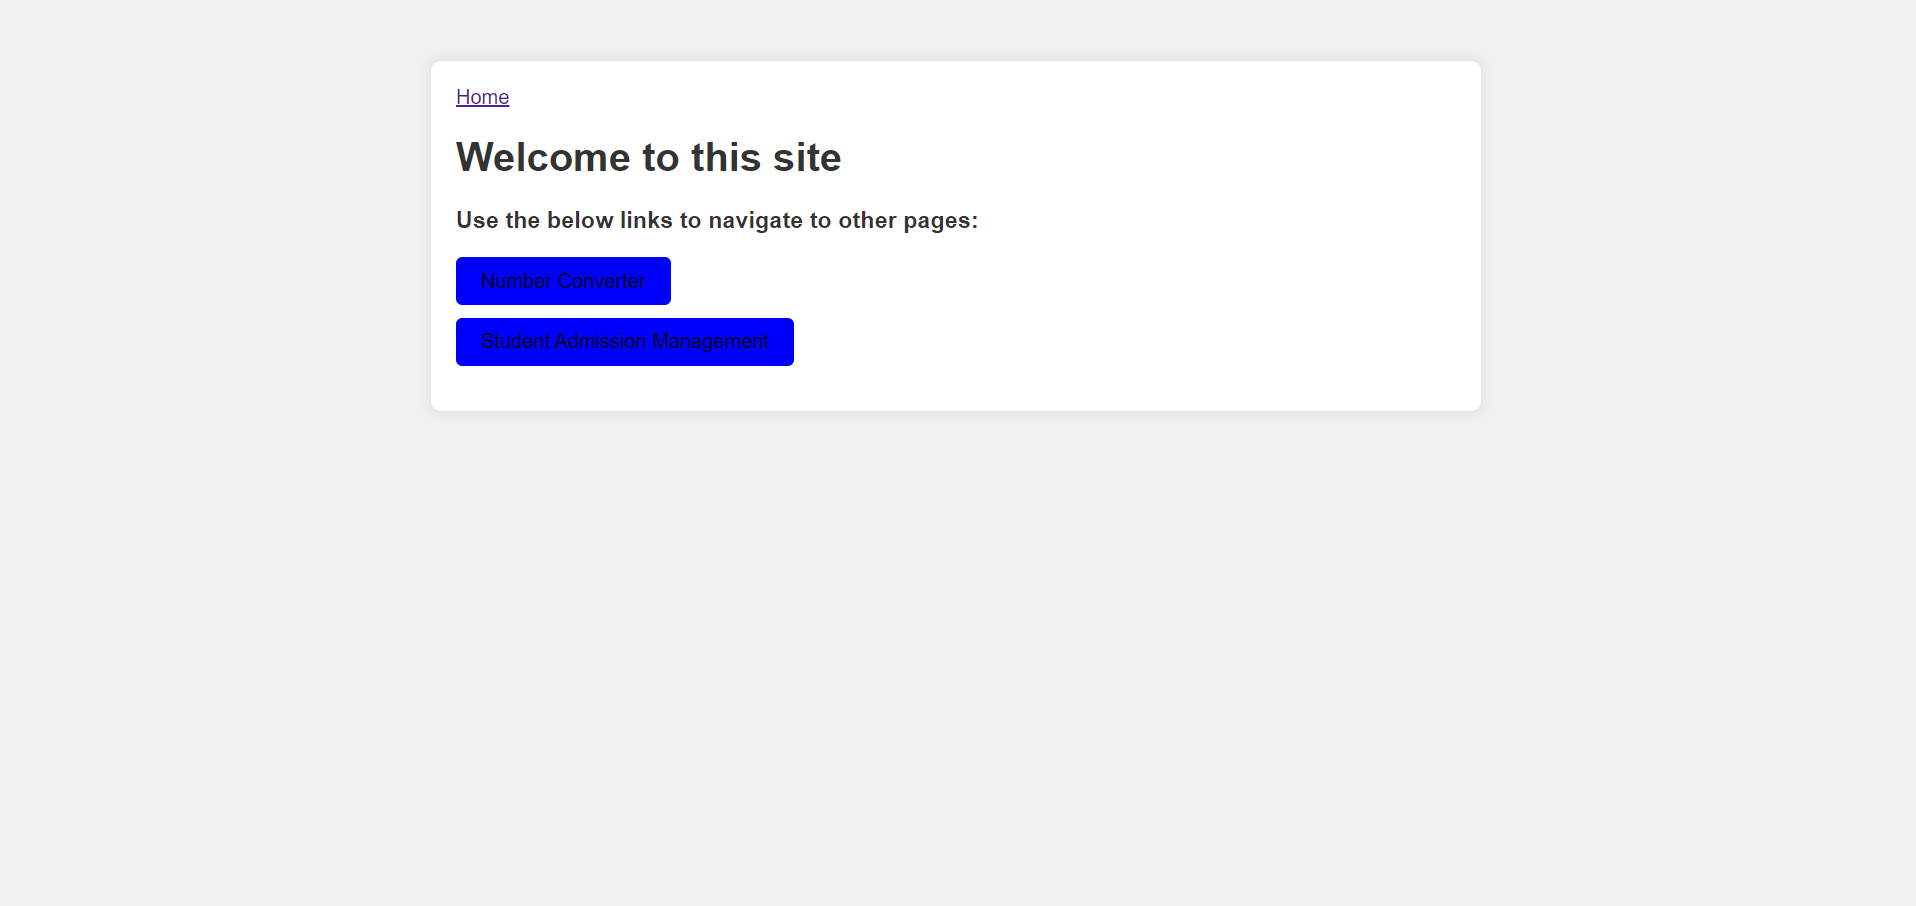 Home
Welcome to this site
Use the below links to navigate to other pages:
Number Converter
Student Admission Management